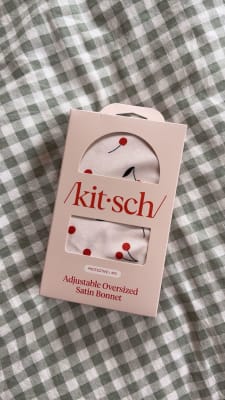 /kit·sch/
Adjustable Oversized
Satin Bonnet